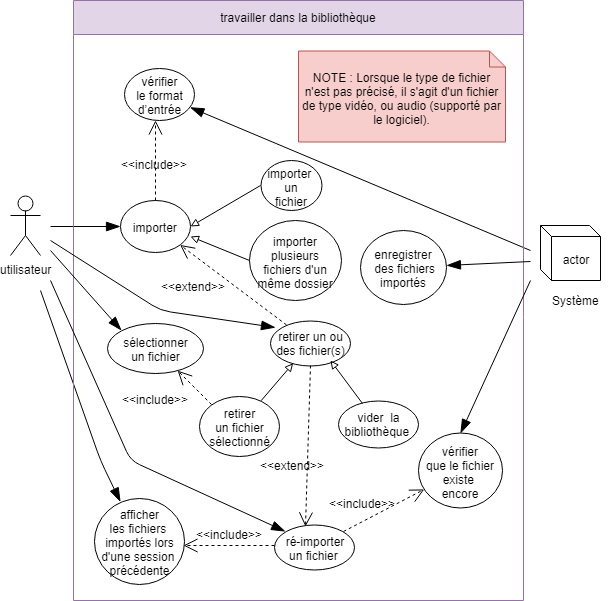 travailler dans la bibliothèque
NOTE : Lorsque le type de fichier
n'est pas précisé, il s'agit d'un fichier
de type vidéo, ou audio (supporté par
le logiciel).
vérifier
le format
d'entrée
<<include>>
importer
un
fichier
importer
importer
plusieurs
fichiers d'un
même dossier
enregistrer
des fichiers
importés
actor
Système
utilisateur
<<extend>>
sélectionner
un fichier
retirer un ou
des fichier(s)
<<include>>
retirer
un fichier
sélectionné
vider la
bibliothèque
<<extend>>
vérifier
que le fichier
existe
encore
<<include>>
afficher
les fichiers
importés lors
d'une session
précédente
<<include>>
ré-importer
un fichier